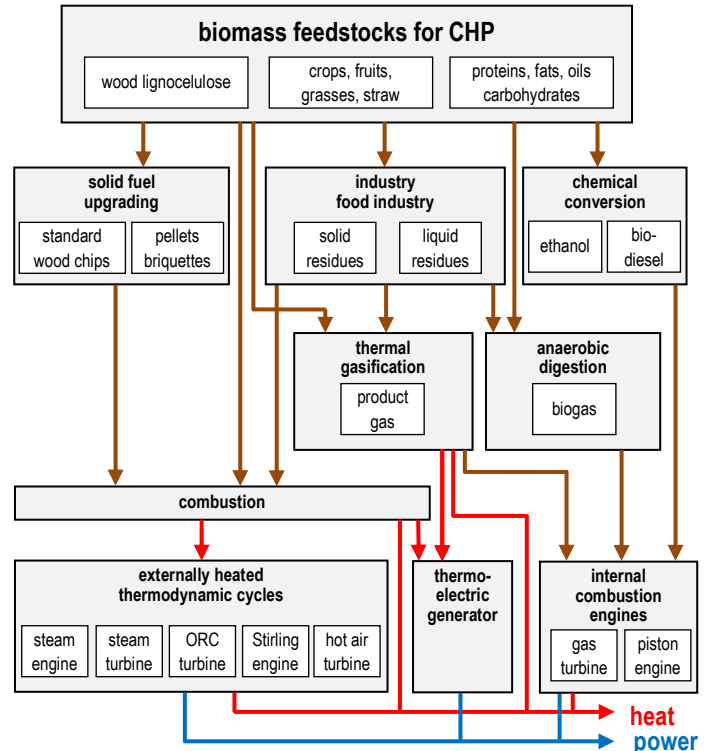 biomass feedstocks for CHP
wood lignocelulose
crops, fruits,
grasses, straw
proteins, fats, oils
carbohydrates
solid fuel
upgrading
standard
wood chips
pellets
briquettes
industry
food industry
solid
residues
liquid
residues
chemical
conversion
ethanol
bio-
diesel
thermal
gasification
product
gas
anaerobic
digestion
biogas
combustion
externally heated
thermodynamic cycles
steam
engine
steam
turbine
ORC
turbine
Stirling
engine
hot air
turbine
thermo-
electric
generator
internal
combustion
engines
gas
turbine
piston
engine
heat
power